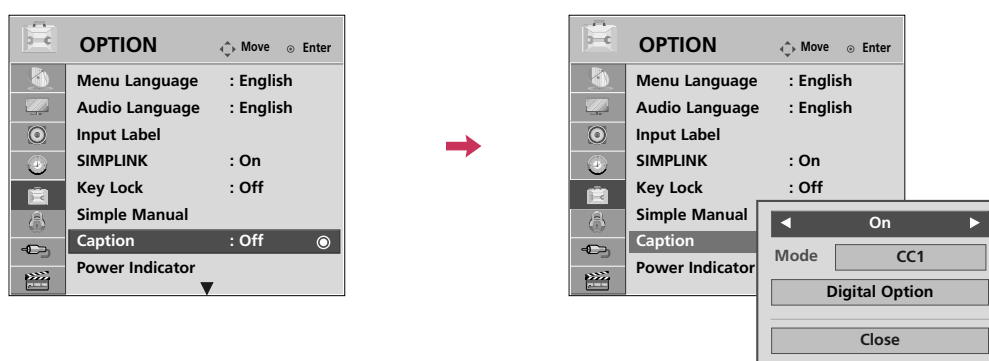 OPTION Move Enter
Menu Language : English
Audio Language : English
Input Label
SIMPLINK : On
Key Lock : Off
Simple Manual
Caption : Off
Power Indicator
OPTION Move Enter
Menu Language : English
Audio Language : English
Input Label
SIMPLINK : On
Key Lock : Off
Simple Manual
Caption
Power Indicator
On
Mode CC1
Digital Option
Close